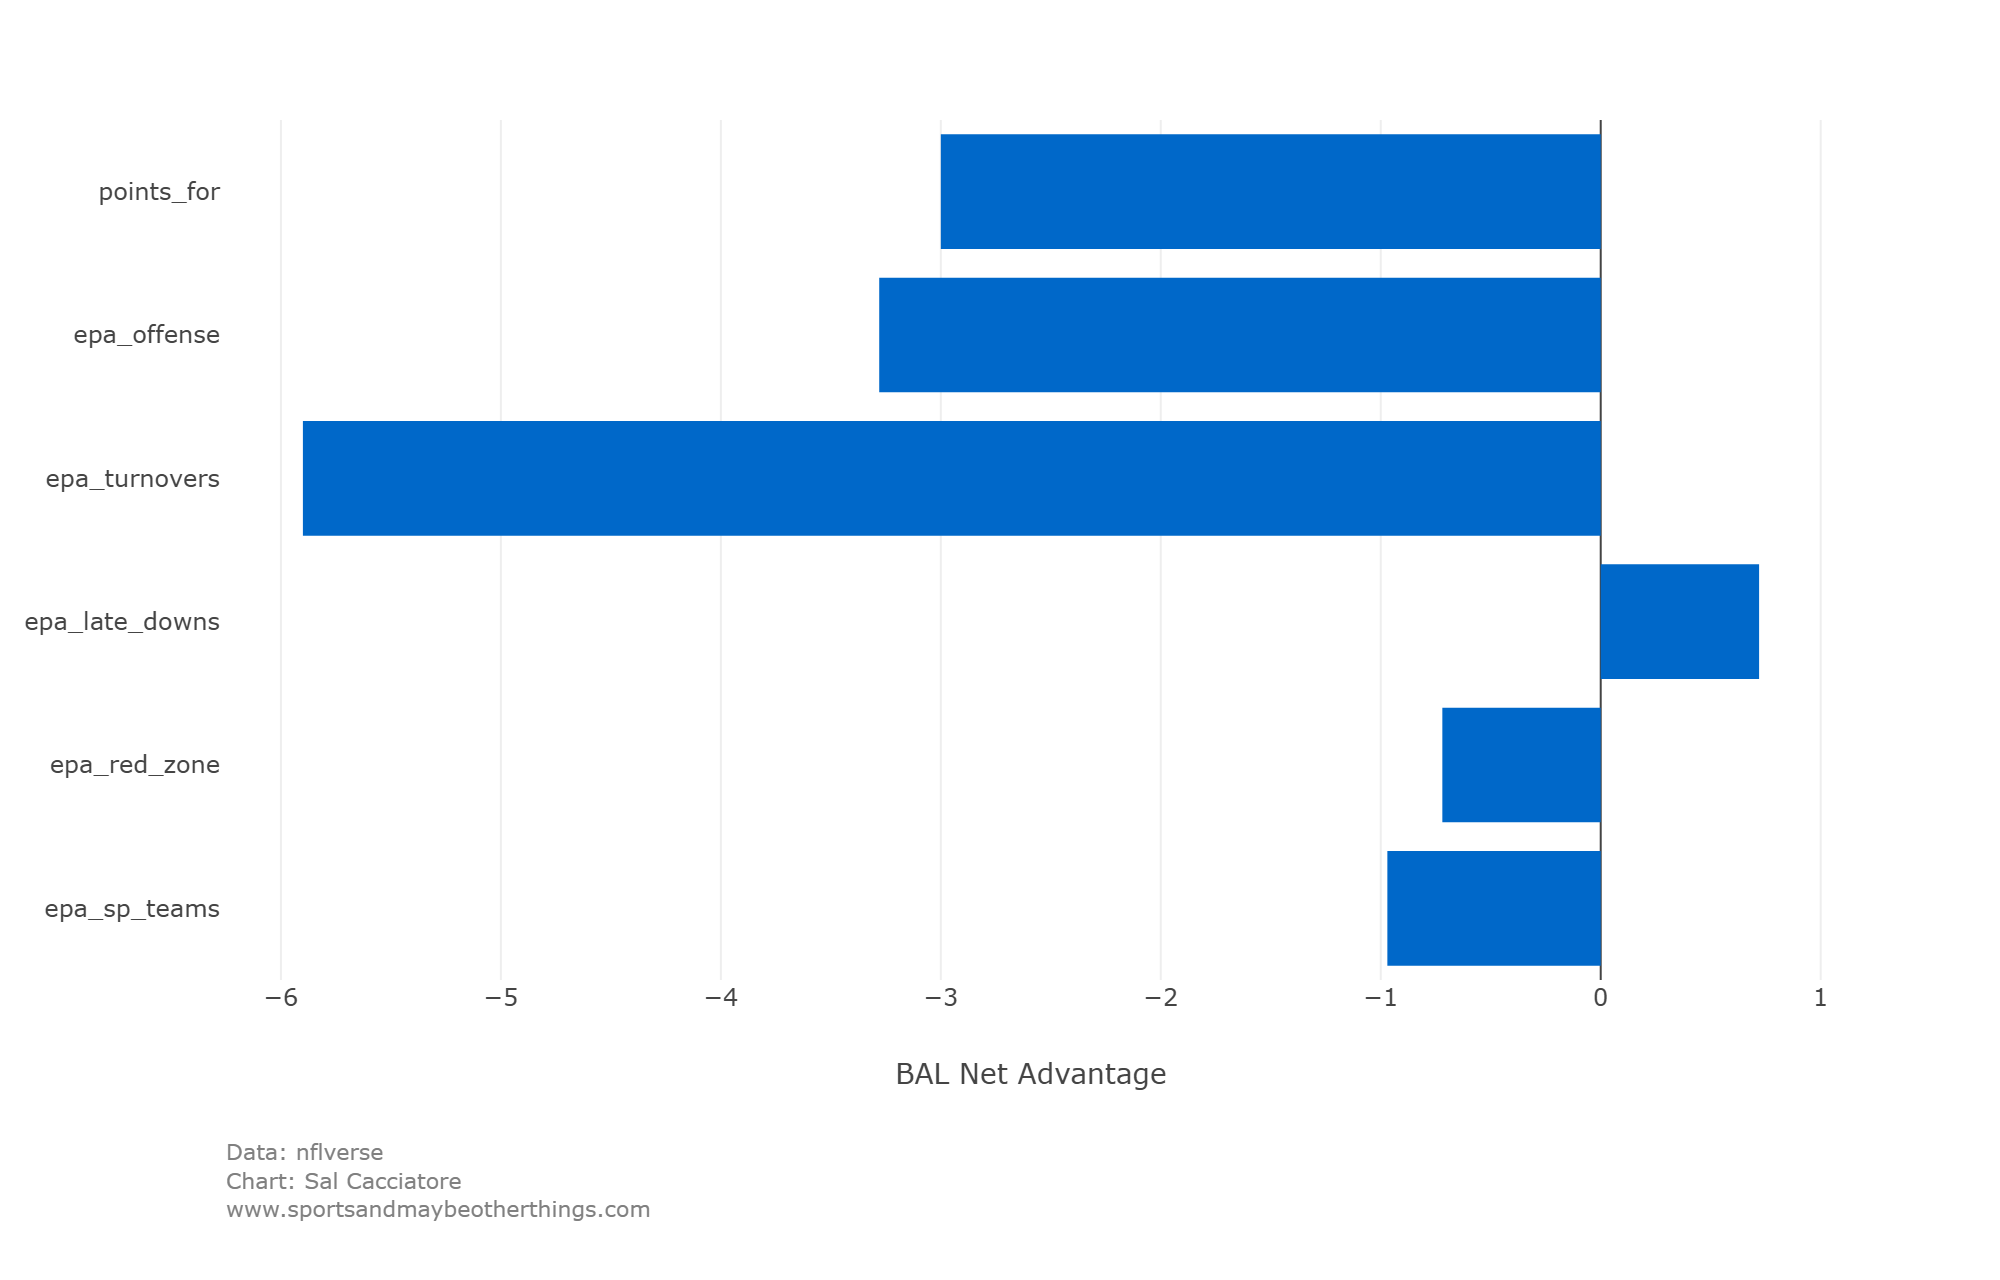 points_for
epa_offense
epa_turnovers
epa_late_downs
epa_red_zone
epa_sp_teams
−6 −5 −4 −3 −2 −1 0 1
BAL Net Advantage
Data: nflverse
Chart: Sal Cacciatore
www.sportsandmaybeotherthings.com